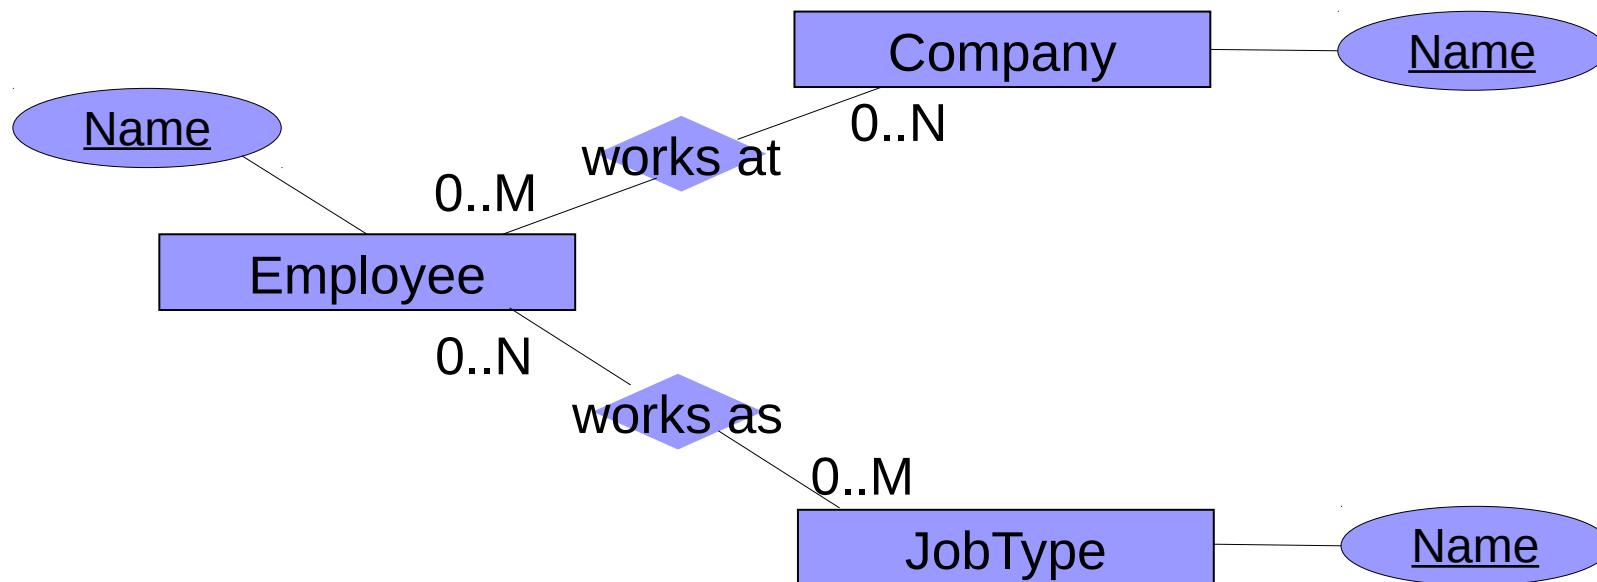 Company
Name
Name
0..N
works at
0..M
Employee
0..N
works as
0..M
JobType
Name